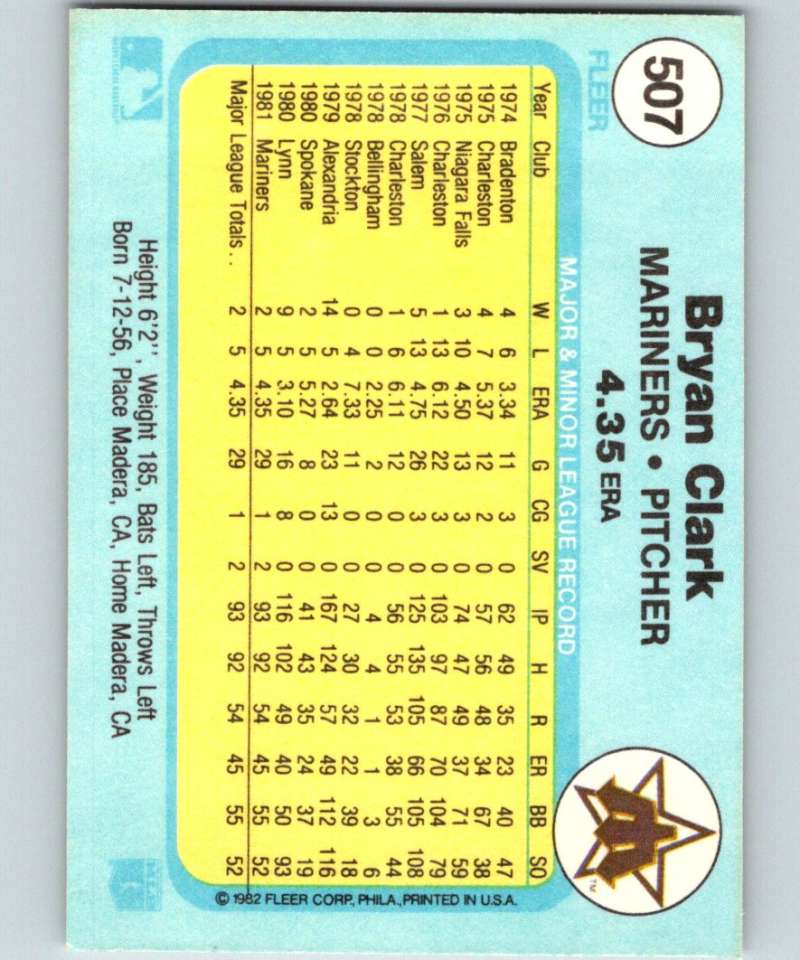 507
FLEER
Bryan Clark
MARINERS • PITCHER
4.35 ERA
TM
MAJOR & MINOR LEAGUE RECORD
Year Club W L ERA G CG SV IP H R ER BB SO
1974 Bradenton 4 6 3.34 11 3 0 62 49 35 23 40 47
1975 Charleston 4 7 5.37 12 2 0 57 56 48 34 67 38
1975 Niagara Falls 3 10 4.50 13 3 0 74 47 49 37 71 59
1976 Charleston 1 13 6.12 22 3 0 103 97 87 70 104 79
1977 Salem 5 13 4.75 26 3 0 125 135 105 66 105 108
1978 Charleston 1 6 6.11 12 0 0 56 55 53 38 55 44
1978 Bellingham 0 0 2.25 2 0 0 4 4 1 1 3 6
1978 Stockton 0 4 7.33 11 0 0 27 30 32 22 39 18
1979 Alexandria 14 5 2.64 23 13 0 167 124 57 49 112 116
1980 Spokane 2 5 5.27 8 0 0 41 43 35 24 37 19
1980 Lynn 9 5 3.10 16 8 0 116 102 49 40 50 93
1981 Mariners 2 5 4.35 29 1 2 93 92 54 45 55 52
Major League Totals.. 2 5 4.35 29 1 2 93 92 54 45 55 52
© 1982 FLEER CORP., PHILA., PRINTED IN U.S.A.
Height 6'2'', Weight 185, Bats Left, Throws Left
Born 7-12-56, Place Madera, CA, Home Madera, CA